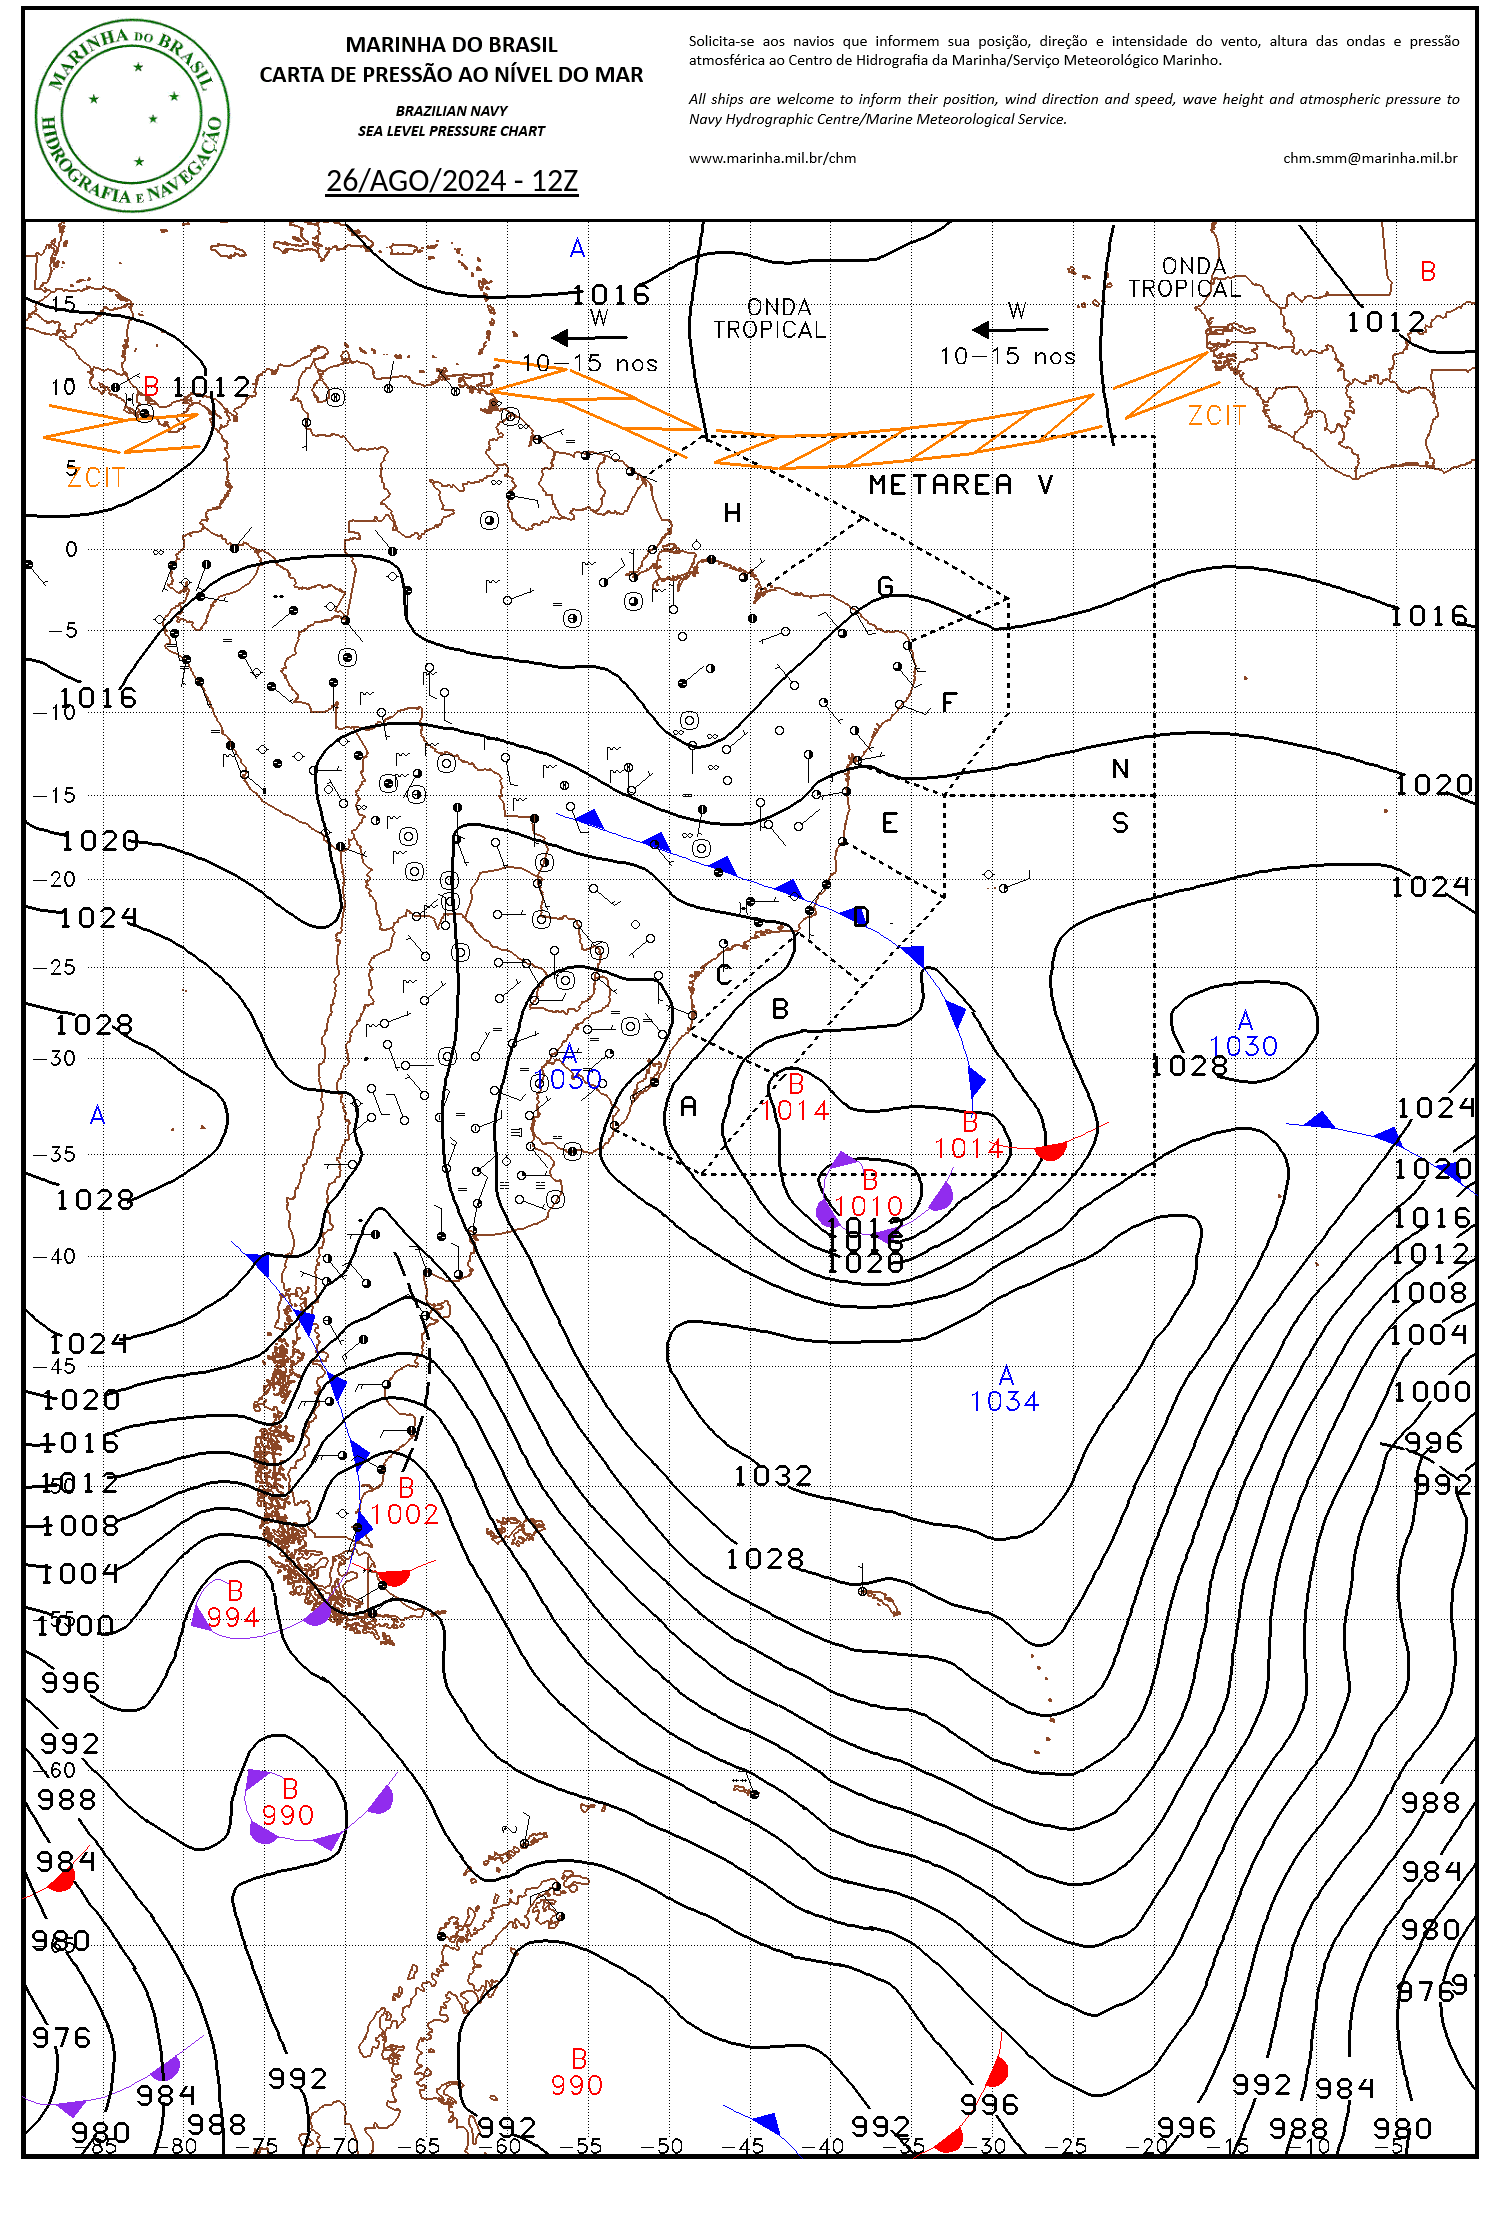 MARINHA DO BRASIL
HIDROGRAFIA E NAVEGAÇÃO
MARINHA DO BRASIL
CARTA DE PRESSÃO AO NÍVEL DO MAR
BRAZILIAN NAVY
SEA LEVEL PRESSURE CHART
26/AGO/2024 - 12Z
Solicita-se aos navios que informem sua posição, direção e intensidade do vento, altura das ondas e pressão
atmosférica ao Centro de Hidrografia da Marinha/Serviço Meteorológico Marinho.
All ships are welcome to inform their position, wind direction and speed, wave height and atmospheric pressure to
Navy Hydrographic Centre/Marine Meteorological Service.
www.marinha.mil.br/chm
chm.smm@marinha.mil.br
A
ONDA
TROPICAL
B
15
1016
W
10-15 nos
ONDA
TROPICAL
W
10-15 nos
1012
10
B
1012
ZCIT
5
ZCIT
METAREA V
H
0
G
1016
-5
1016
-10
F
N
-15
1020
E
S
1020
-20
1024
1024
D
-25
C
B
1028
A
1030
-30
A
1030
1028
B
1014
A
1024
A
B
1014
-35
1020
1028
B
1010
1016
1012
1016
1020
-40
1012
1008
1024
1004
-45
A
1034
1020
1000
1016
996
1032
1012
-50
992
B
1002
1008
1028
1004
B
994
-55
1000
996
992
-60
988
B
990
988
984
984
980
-65
980
976
976
B
990
992
984
988
980
992
992
996
996
992
988
984
980
-85
-80
-75
-70
-65
-60
-55
-50
-45
-40
-35
-30
-25
-20
-15
-10
-5